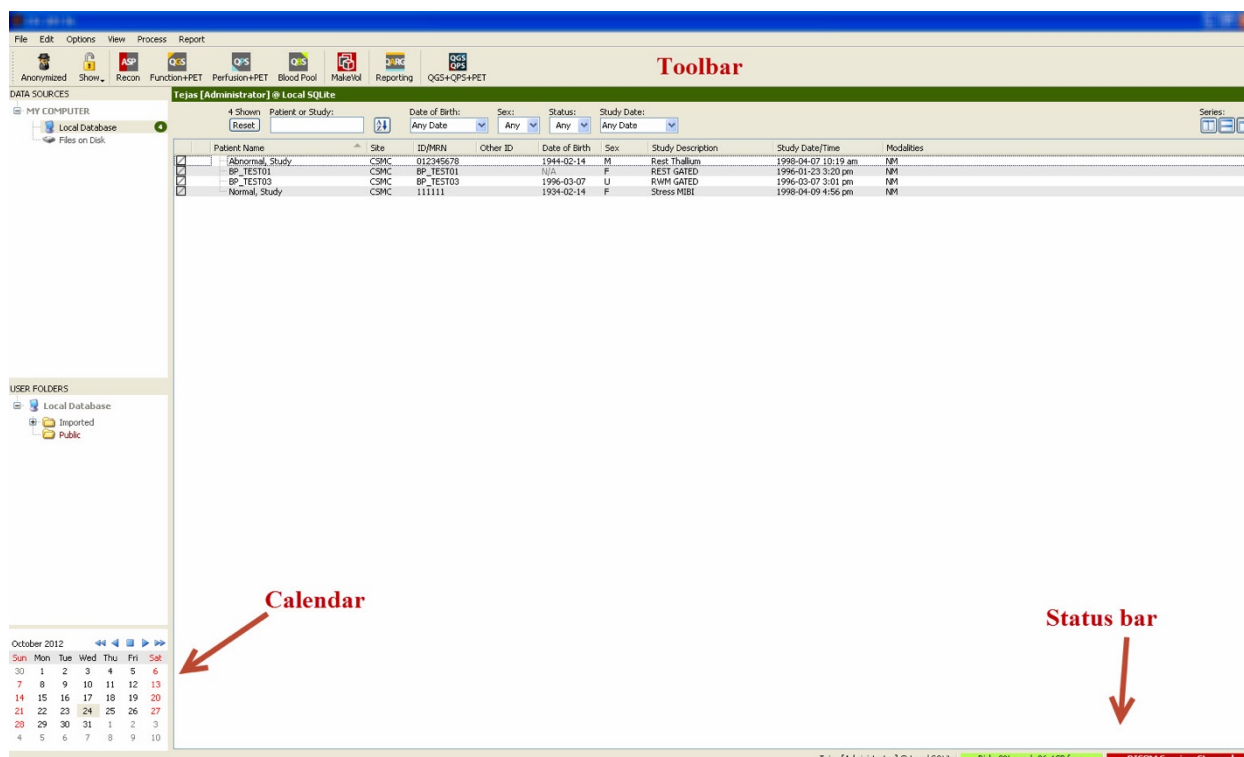 File Edit Options View Process Report
ASP QGS QPS QBS QARG QGS QPS
Anonymized Show Recon Function+PET Perfusion+PET Blood Pool MakeVol Reporting QGS+QPS+PET
Toolbar
DATA SOURCES
Tejas [Administrator] @ Local SQLite
MY COMPUTER
Local Database 4
Files on Disk
4 Shown Patient or Study: Date of Birth: Sex: Status: Study Date: Series:
Reset Any Date Any Any Any Date
Patient Name Site ID/MRN Other ID Date of Birth Sex Study Description Study Date/Time Modalities
Abnormal, Study CSMC 012345678 1944-02-14 M Rest Thallium 1998-04-07 10:19 am NM
BP_TEST01 CSMC BP_TEST01 N/A F REST GATED 1996-01-23 3:20 pm NM
BP_TEST03 CSMC BP_TEST03 1996-03-07 U RWM GATED 1996-03-07 3:01 pm NM
Normal, Study CSMC 111111 1934-02-14 F Stress MIBI 1998-04-09 4:56 pm NM
USER FOLDERS
Local Database
Imported
Public
Calendar
Status bar
October 2012
Sun Mon Tue Wed Thu Fri Sat
30 1 2 3 4 5 6
7 8 9 10 11 12 13
14 15 16 17 18 19 20
21 22 23 24 25 26 27
28 29 30 31 1 2 3
4 5 6 7 8 9 10